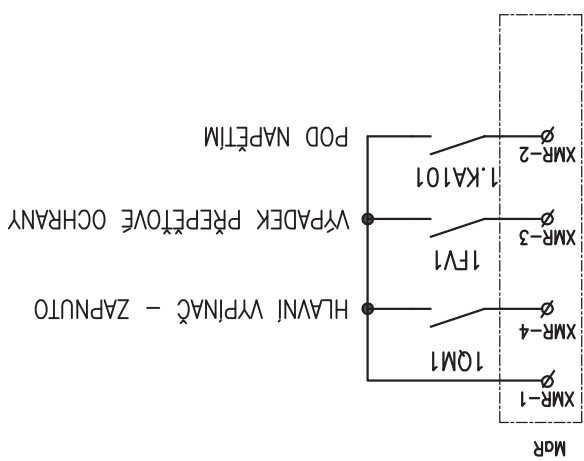 MaR
XMR-1
1QM1
XMR-4
HLAVNÍ VYPÍNAČ – ZAPNUTO
1FV1
XMR-3
VÝPADEK PŘEPĚŤOVÉ OCHRANY
1.KA101
XMR-2
POD NAPĚTÍM